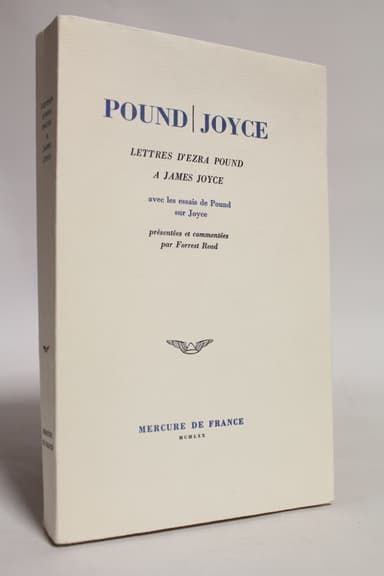 POUND | JOYCE
LETTRES D'EZRA POUND
A JAMES JOYCE
avec les essais de Pound
sur Joyce
présentées et commentées
par Forrest Read
MERCURE DE FRANCE
MCMLXX